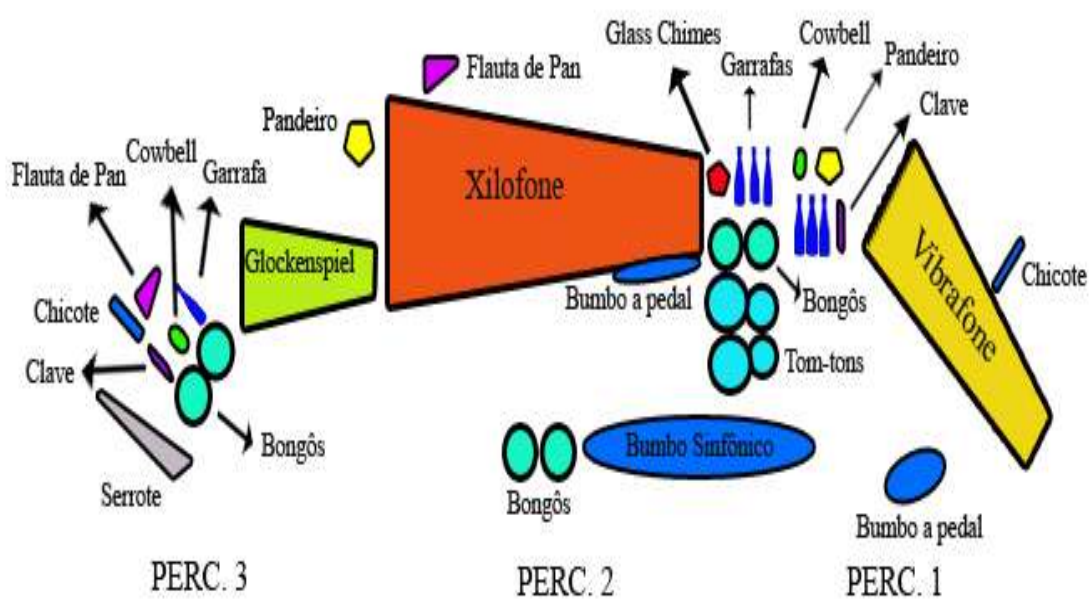 Glass Chimes
Cowbell
Garrafas
Pandeiro
Flauta de Pan
Clave
Pandeiro
Cowbell
Flauta de Pan
Garrafa
Xilofone
Glockenspiel
Vibrafone
Chicote
Chicote
Bumbo a pedal
Bongôs
Clave
Tom-tons
Bongôs
Bumbo Sinfônico
Serrote
Bongôs
Bumbo a pedal
PERC. 3
PERC. 2
PERC. 1